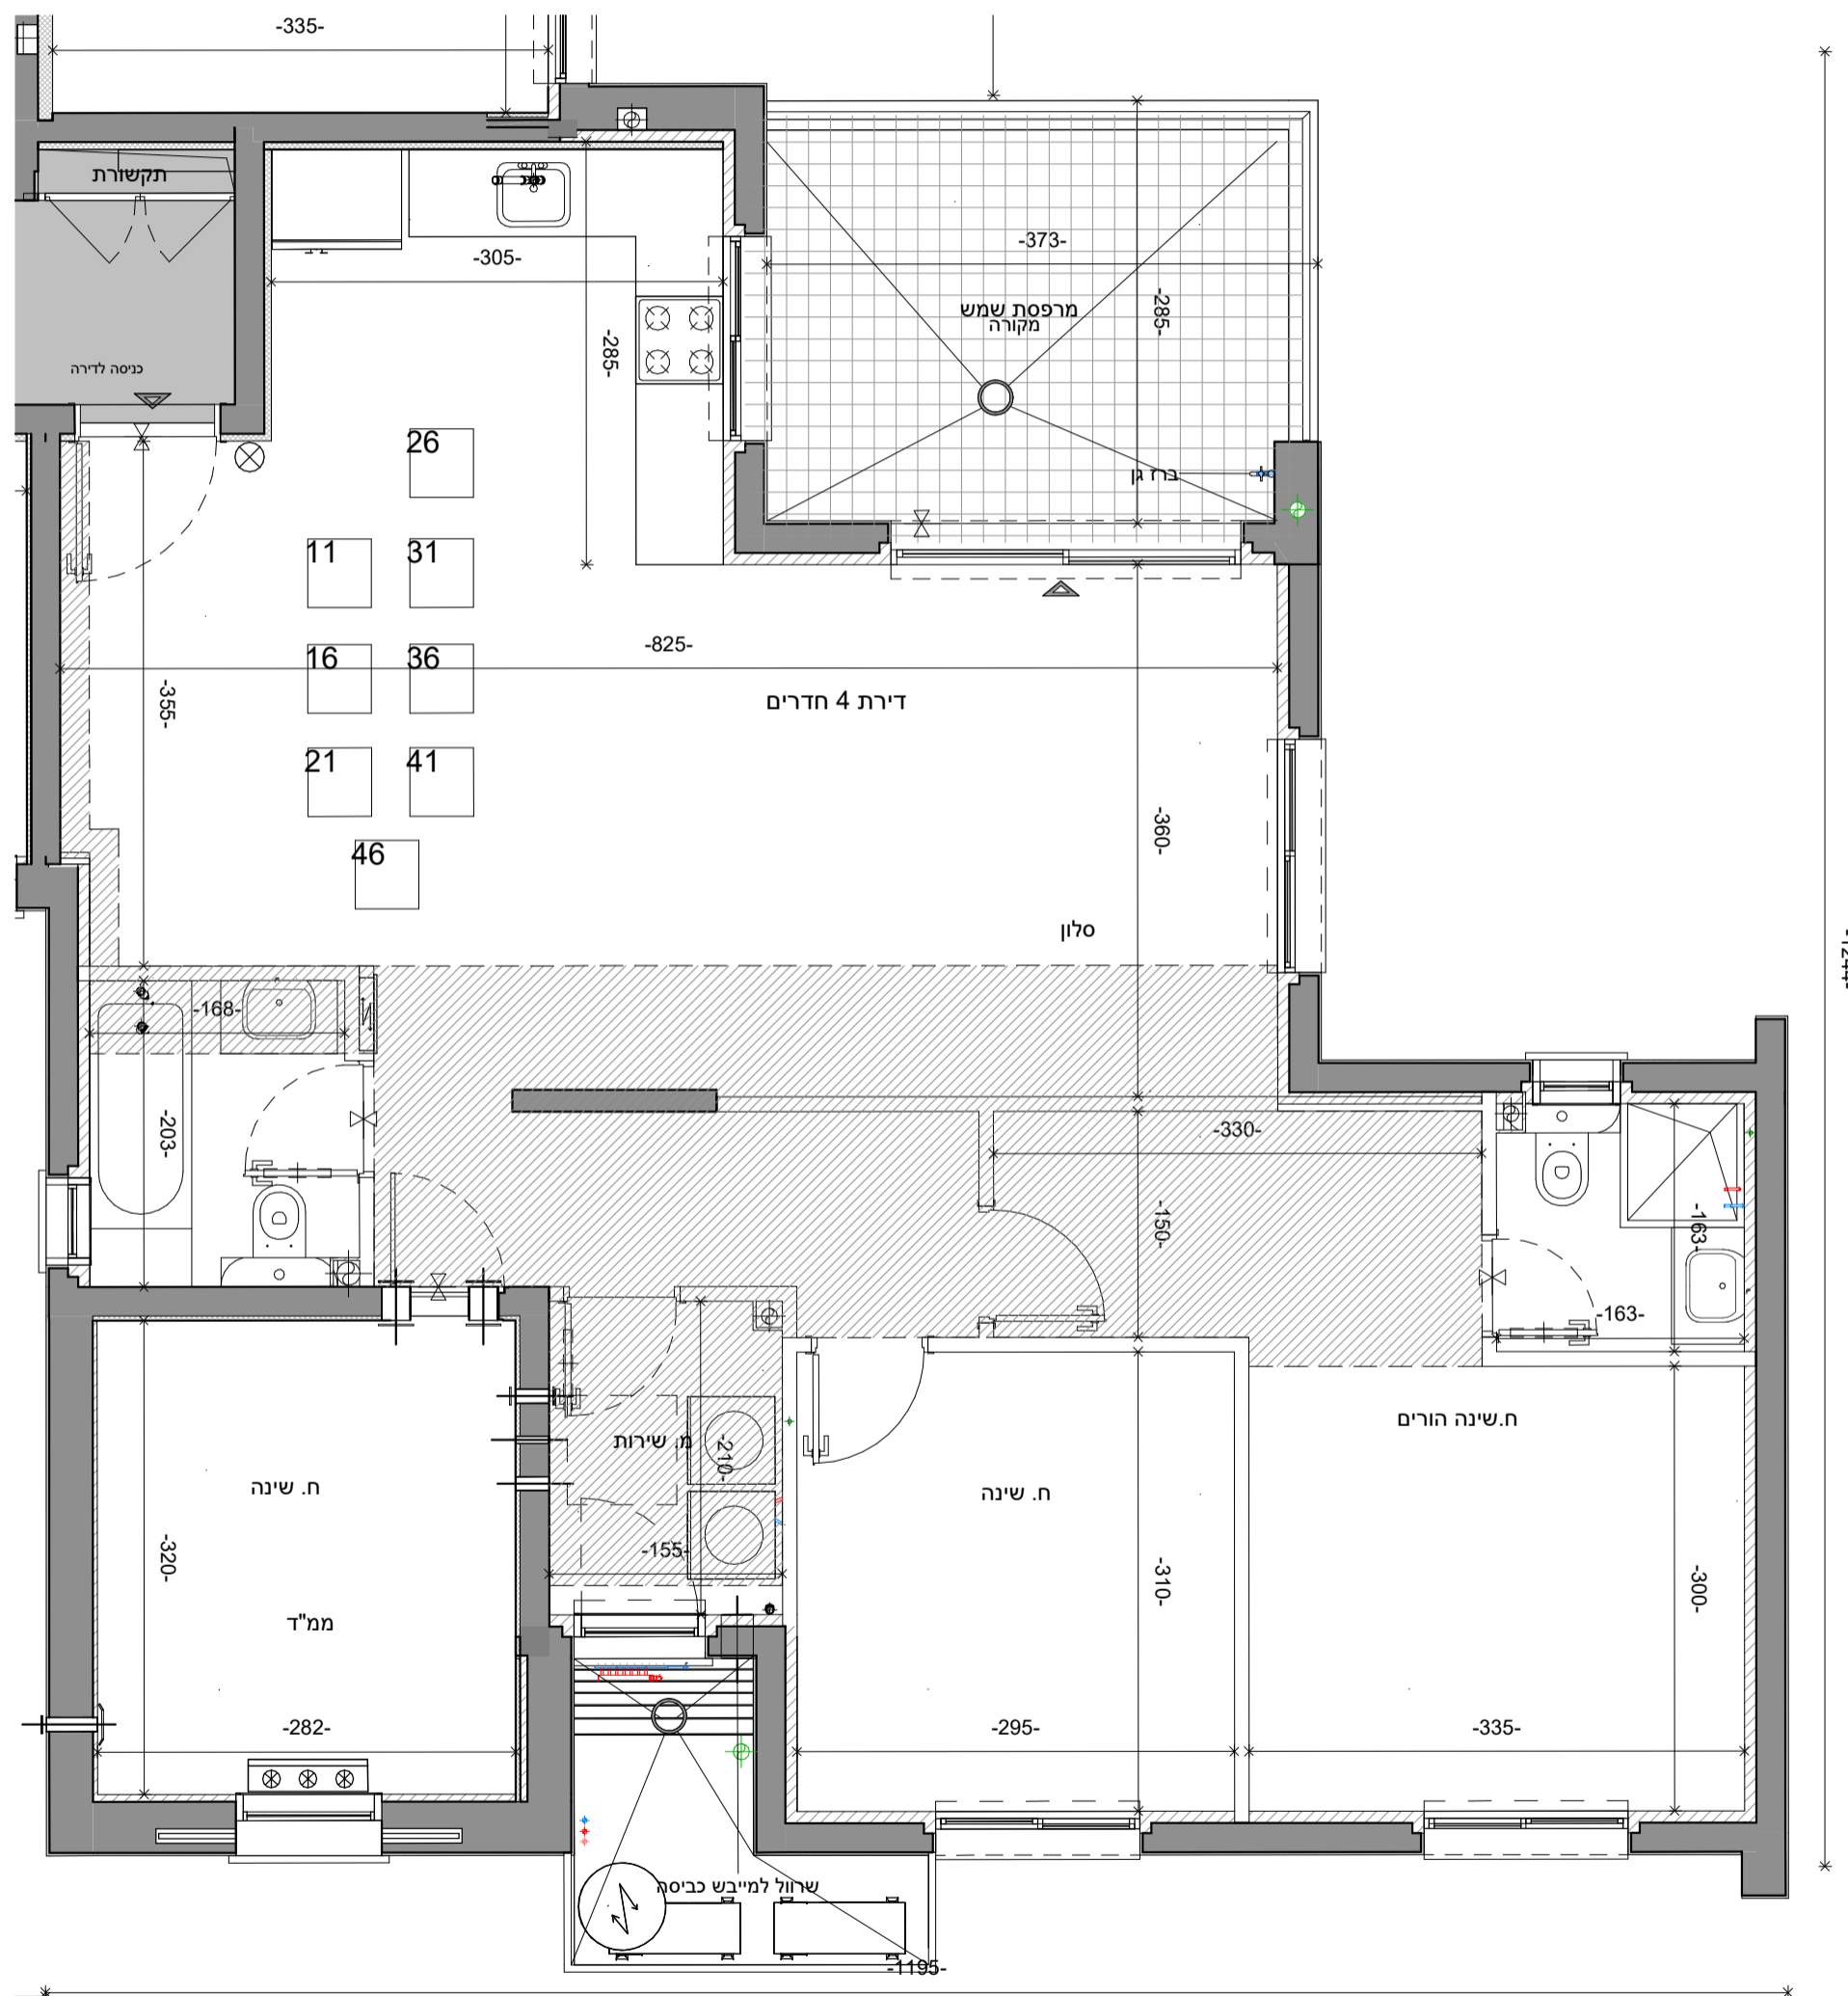 -335-
תקשורת
-305-
-373-
-285-
מרפסת שמש
מקורה
-285-
כניסה לדירה
26
ברז גן
11
31
-825-
16
36
דירת 4 חדרים
-355-
21
41
-360-
46
סלון
-1244-
-168-
-203-
-330-
-150-
-163-
-163-
ח.שינה הורים
מ. שירות
-210-
ח. שינה
ח. שינה
-155-
-320-
-310-
-300-
ממ"ד
-282-
-295-
-335-
שרוול למייבש כביסה
-1195-